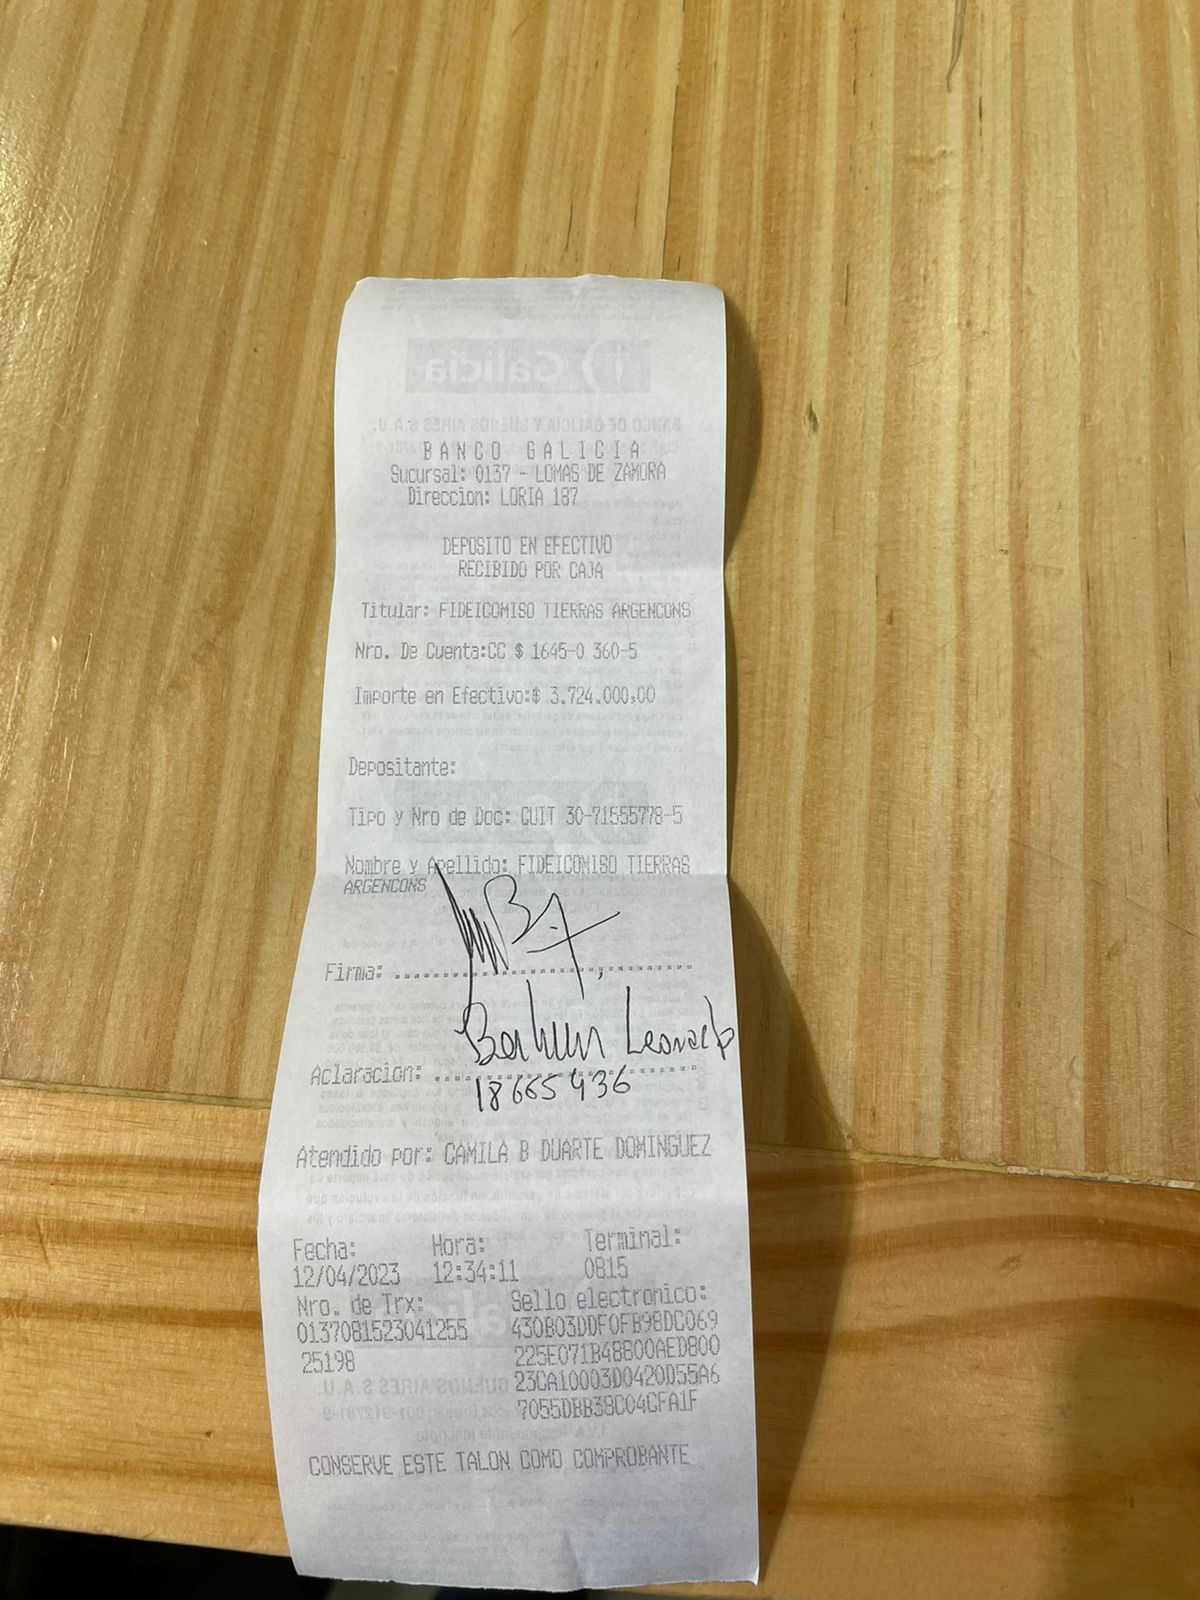 BANCO GALICIA
Sucursal: 0137 - LOMAS DE ZAMORA
Direccion: LORIA 187
DEPOSITO EN EFECTIVO
RECIBIDO POR CAJA
Titular: FIDEICOMISO TIERRAS ARGENCONS
Nro. De Cuenta:CC $ 1645-0 360-5
Importe en Efectivo:$ 3.724.000,00
Depositante:
Tipo y Nro de Doc: CUIT 30-71555778-5
Nombre y Apellido: FIDEICOMISO TIERRAS
ARGENCONS
Firma:
Leonardo
Aclaracion:
18665436
Atendido por: CAMILA B DUARTE DOMINGUEZ
Fecha: Hora: Terminal:
12/04/2023 12:34:11 0815
Nro. de Trx: Sello electronico:
0137081523041255 430B03DDF0FB98DC069
25198 225E071B48800AED800
23CA10003D0420D55A6
7055DBB38C04CFA1F
CONSERVE ESTE TALON COMO COMPROBANTE